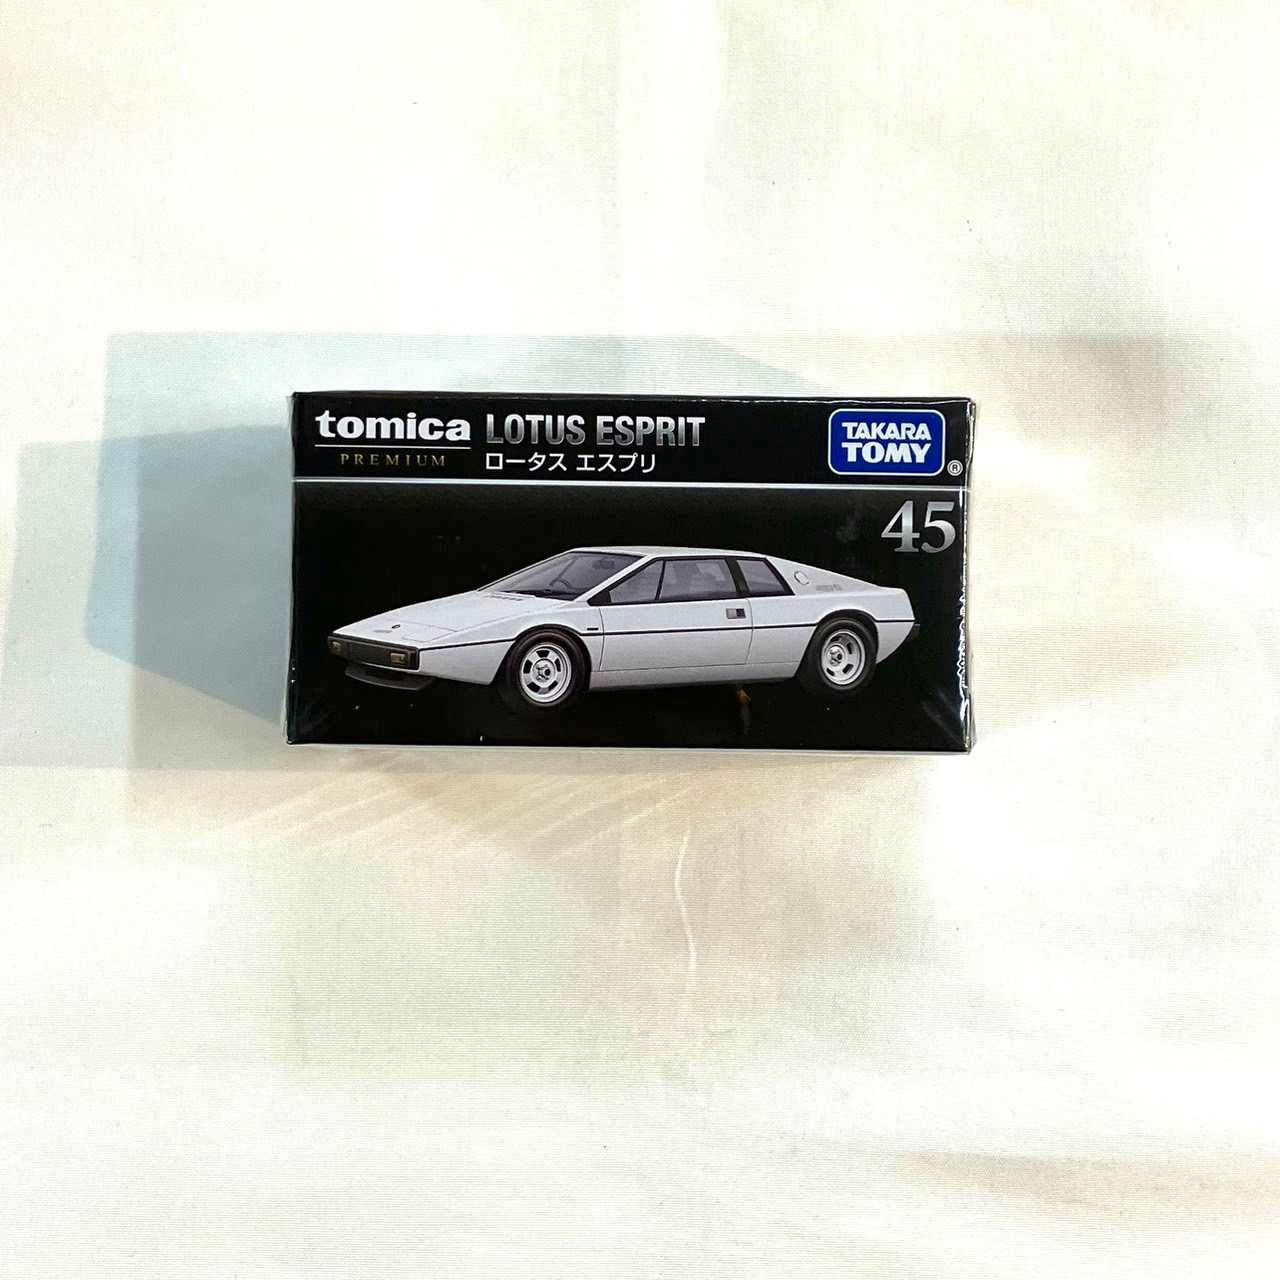 tomica
PREMIUM
LOTUS ESPRIT
ロータス エスプリ
TAKARA
TOMY
®
45